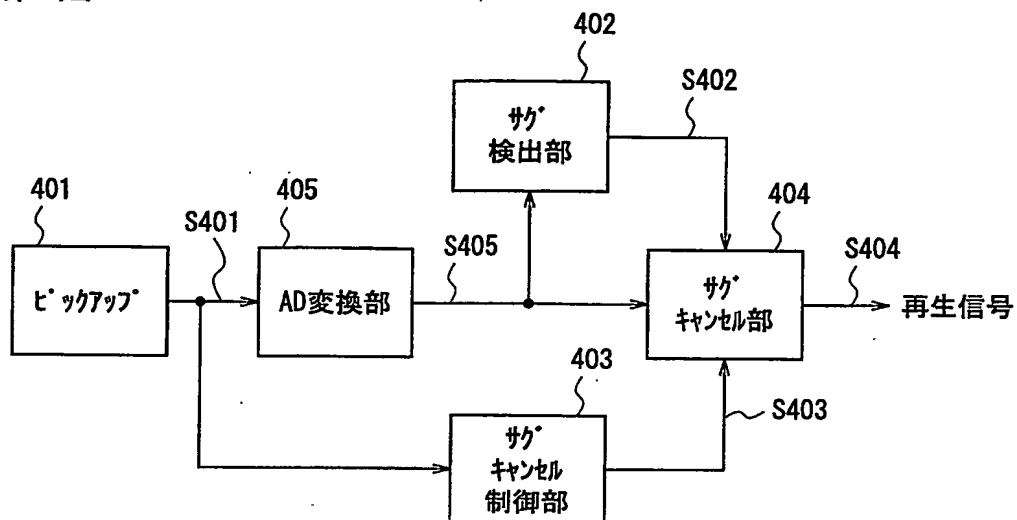 402
S402
ｻｸﾞ
検出部
401
S401
405
S405
404
S404
ﾋﾟｯｸｱｯﾌﾟ
AD変換部
ｻｸﾞ
ｷｬﾝｾﾙ部
再生信号
403
S403
ｻｸﾞ
ｷｬﾝｾﾙ
制御部